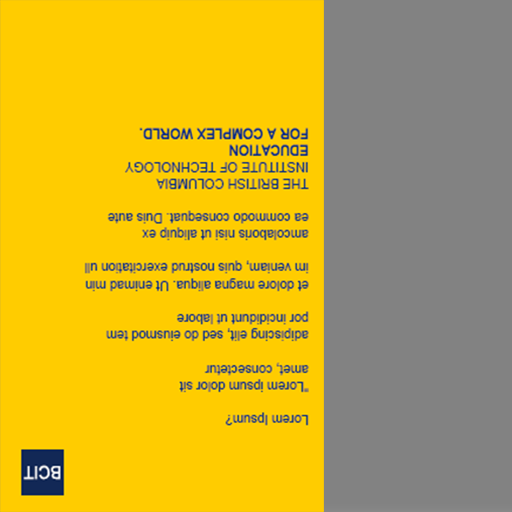 BCIT
Lorem Ipsum?
"Lorem ipsum dolor sit
amet, consectetur
adipiscing elit, sed do eiusmod tem
por incididunt ut labore
et dolore magna aliqua. Ut enimad min
im veniam, quis nostrud exercitation ull
amcolaboris nisi ut aliquip ex
ea commodo consequat. Duis aute
THE BRITISH COLUMBIA
INSTITUTE OF TECHNOLOGY
EDUCATION
FOR A COMPLEX WORLD.